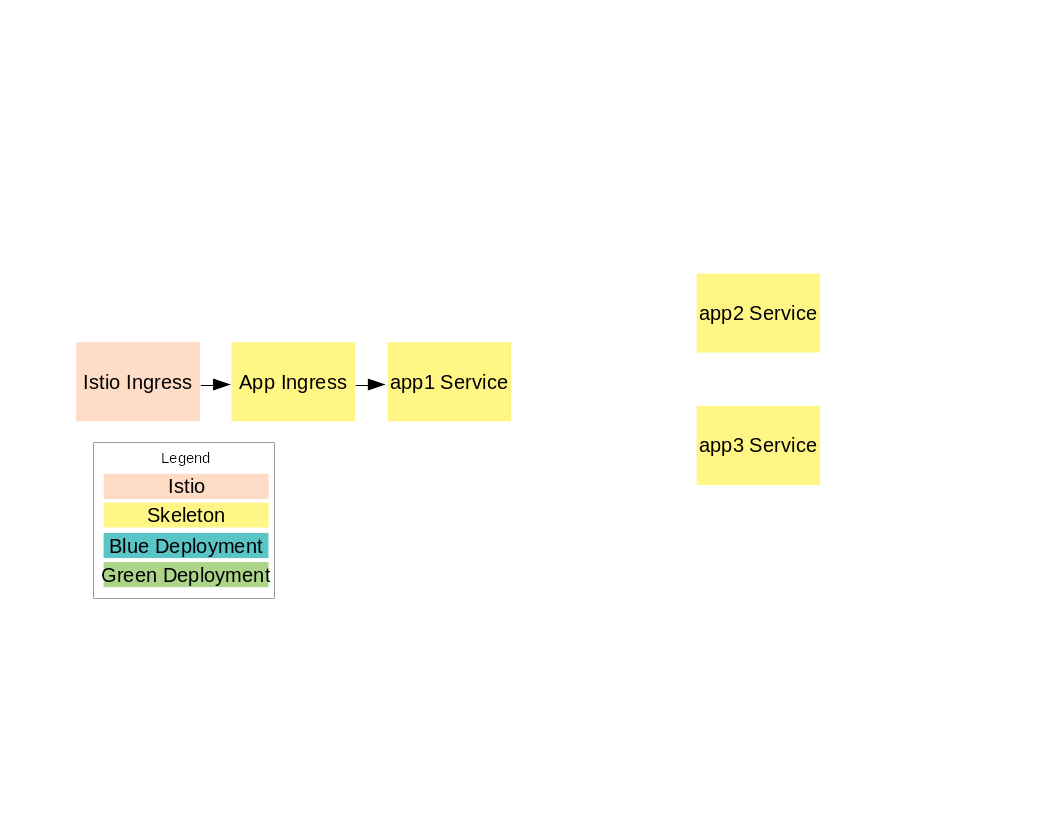 app2 Service
Istio Ingress
App Ingress
app1 Service
app3 Service
Legend
Istio
Skeleton
Blue Deployment
Green Deployment